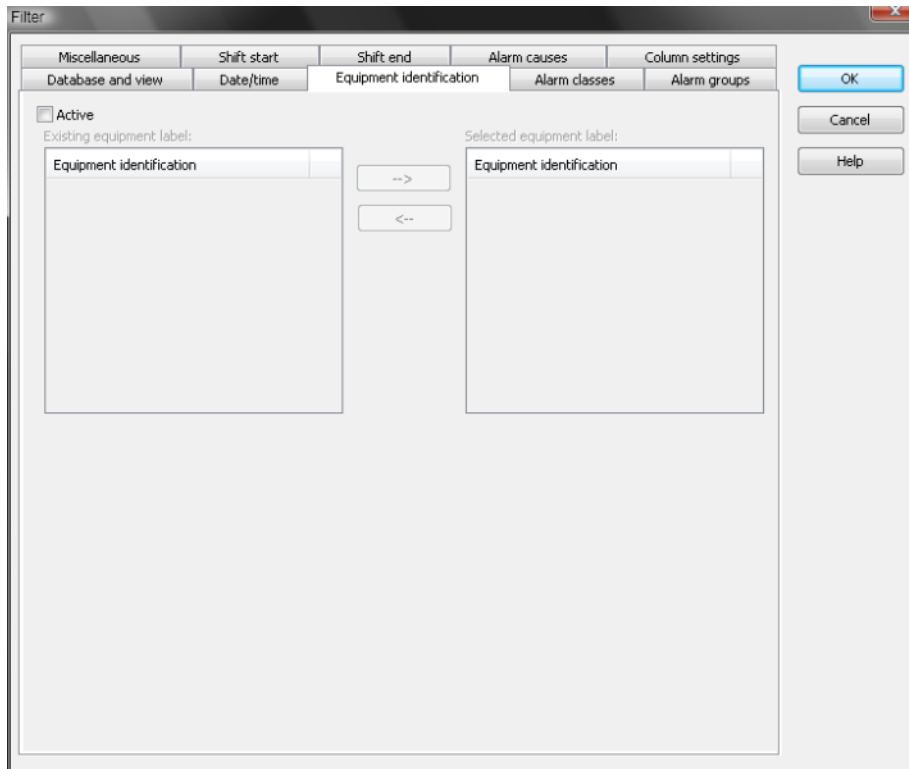 Filter
Miscellaneous Shift start Shift end Alarm causes Column settings
Database and view Date/time Equipment identification Alarm classes Alarm groups
OK
Cancel
Help
Active
Existing equipment label: Selected equipment label:
Equipment identification Equipment identification
-->
<--